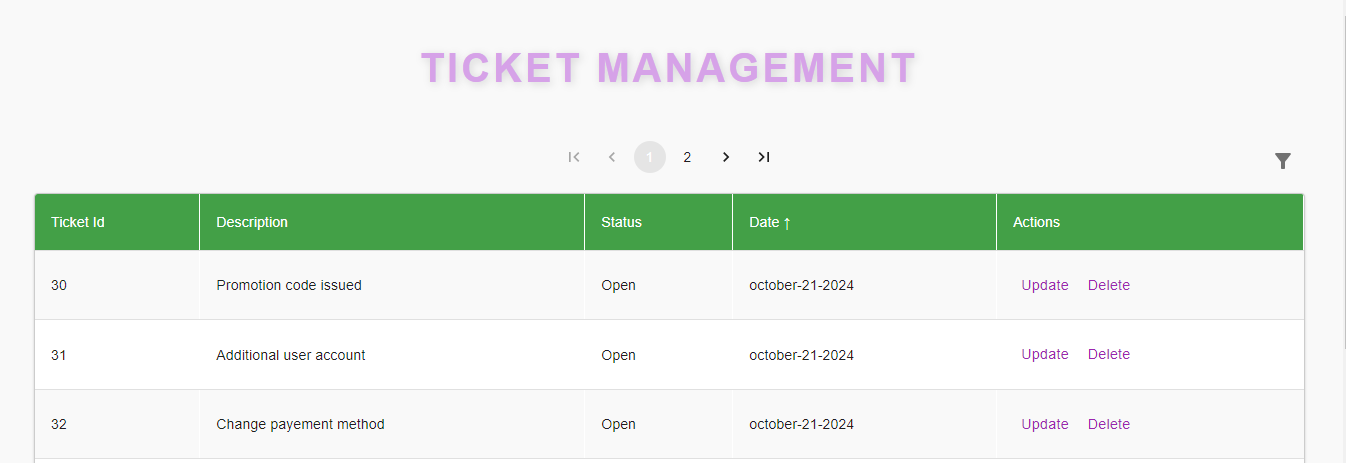 TICKET MANAGEMENT
1 2
Ticket Id Description Status Date ↑ Actions
30 Promotion code issued Open october-21-2024 Update Delete
31 Additional user account Open october-21-2024 Update Delete
32 Change payement method Open october-21-2024 Update Delete